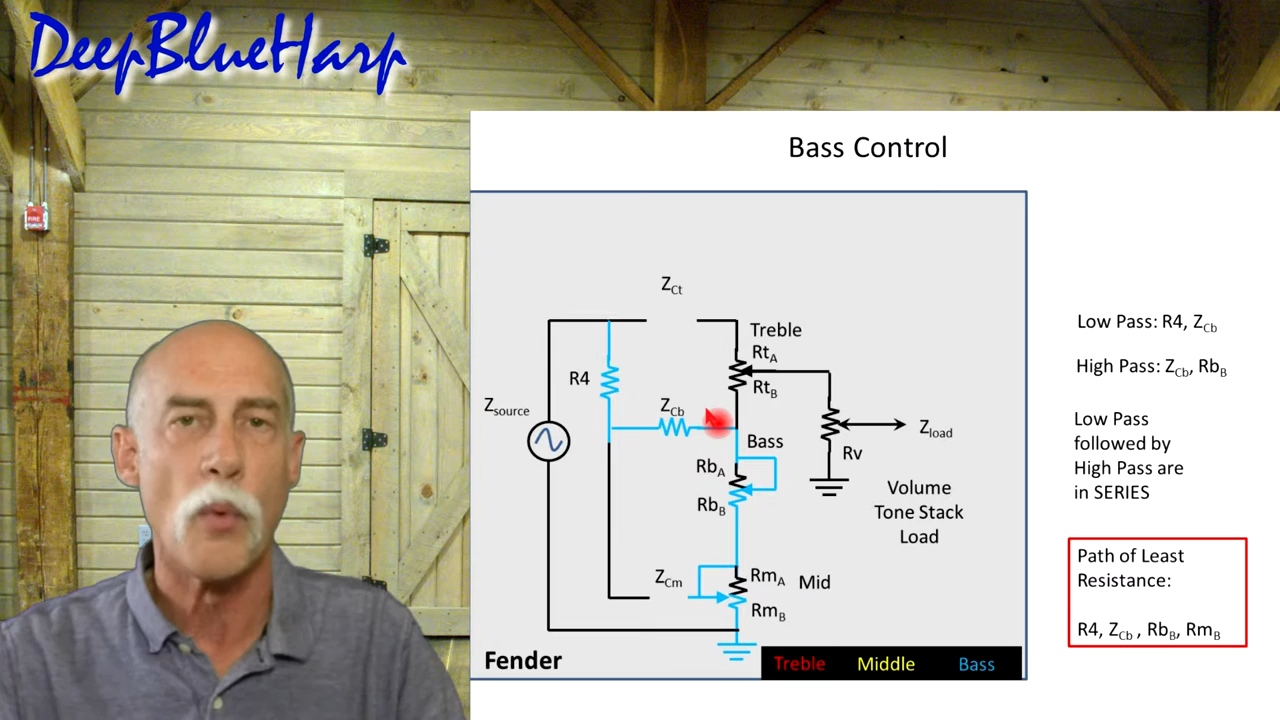 DeepBlueHarp
FIRE
Bass Control
Z_Ct
Treble
Rt_A
R4
Rt_B
Z_source
Z_Cb
Z_load
Bass
Rv
Rb_A
Rb_B
Volume
Tone Stack
Load
Z_Cm
Rm_A
Mid
Rm_B
Fender
Treble
Middle
Bass
Low Pass: R4, Z_Cb
High Pass: Z_Cb, Rb_B
Low Pass
followed by
High Pass are
in SERIES
Path of Least
Resistance:
R4, Z_Cb , Rb_B, Rm_B